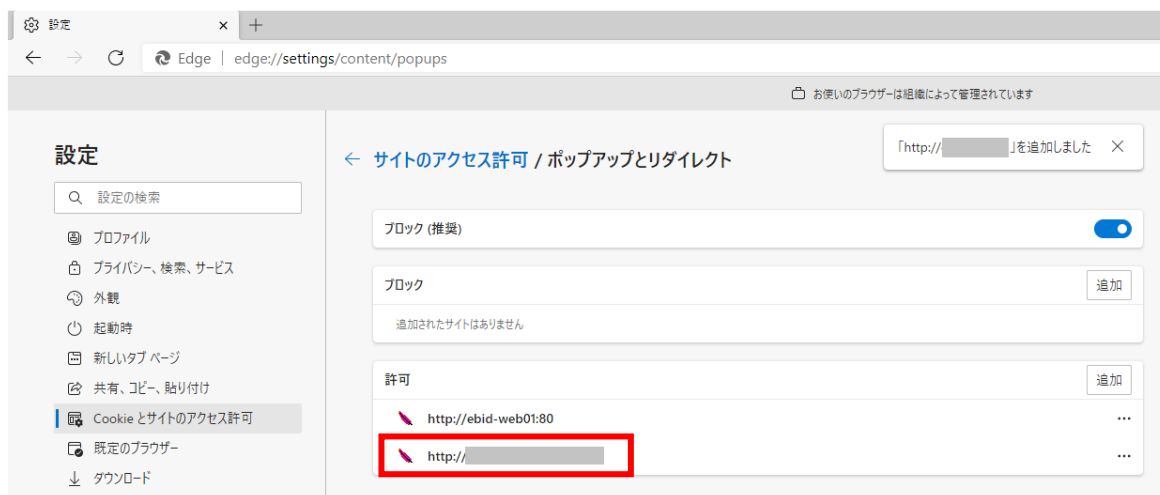 設定
Edge | edge://settings/content/popups
お使いのブラウザーは組織によって管理されています
設定
設定の検索
プロファイル
プライバシー、検索、サービス
外観
起動時
新しいタブ ページ
共有、コピー、貼り付け
Cookie とサイトのアクセス許可
既定のブラウザー
ダウンロード
サイトのアクセス許可 / ポップアップとリダイレクト
「http:// 」を追加しました
ブロック (推奨)
ブロック
追加
追加されたサイトはありません
許可
追加
http://ebid-web01:80
http://